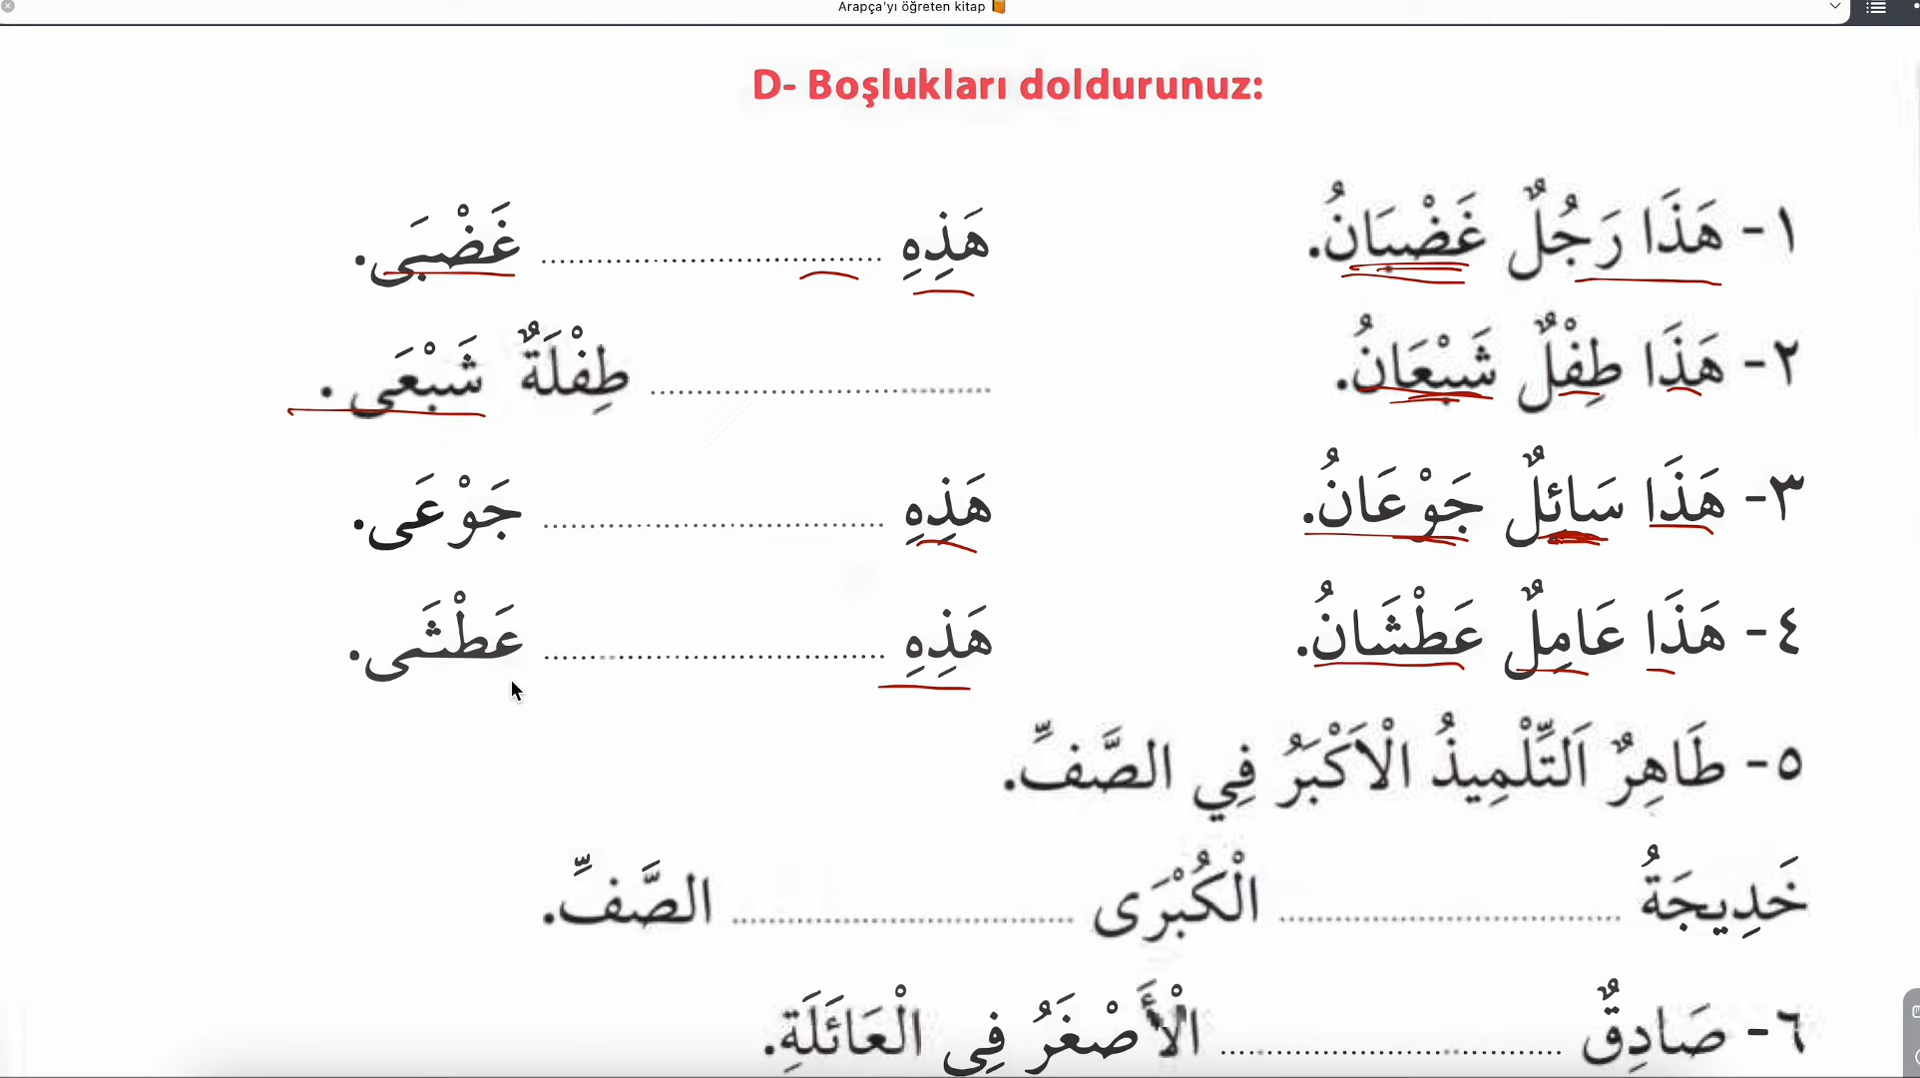 Arapça'yı öğreten kitap
D- Boşlukları doldurunuz:
١- هَذَا رَجُلٌ غَضْبَانُ. هَذِهِ .................... غَضْبَى.
٢- هَذَا طِفْلٌ شَبْعَانُ. .................... طِفْلَةٌ شَبْعَى.
٣- هَذَا سَائِلٌ جَوْعَانُ. هَذِهِ .................... جَوْعَى.
٤- هَذَا عَامِلٌ عَطْشَانُ. هَذِهِ .................... عَطْشَى.
٥- طَاهِرٌ اَلتِّلْمِيذُ الْاَكْبَرُ فِي الصَّفِّ.
خَدِيجَةُ .................... الْكُبْرَى .................... الصَّفِّ.
٦- صَادِقٌ .................... الْأَصْغَرُ فِي الْعَائَلَةِ.